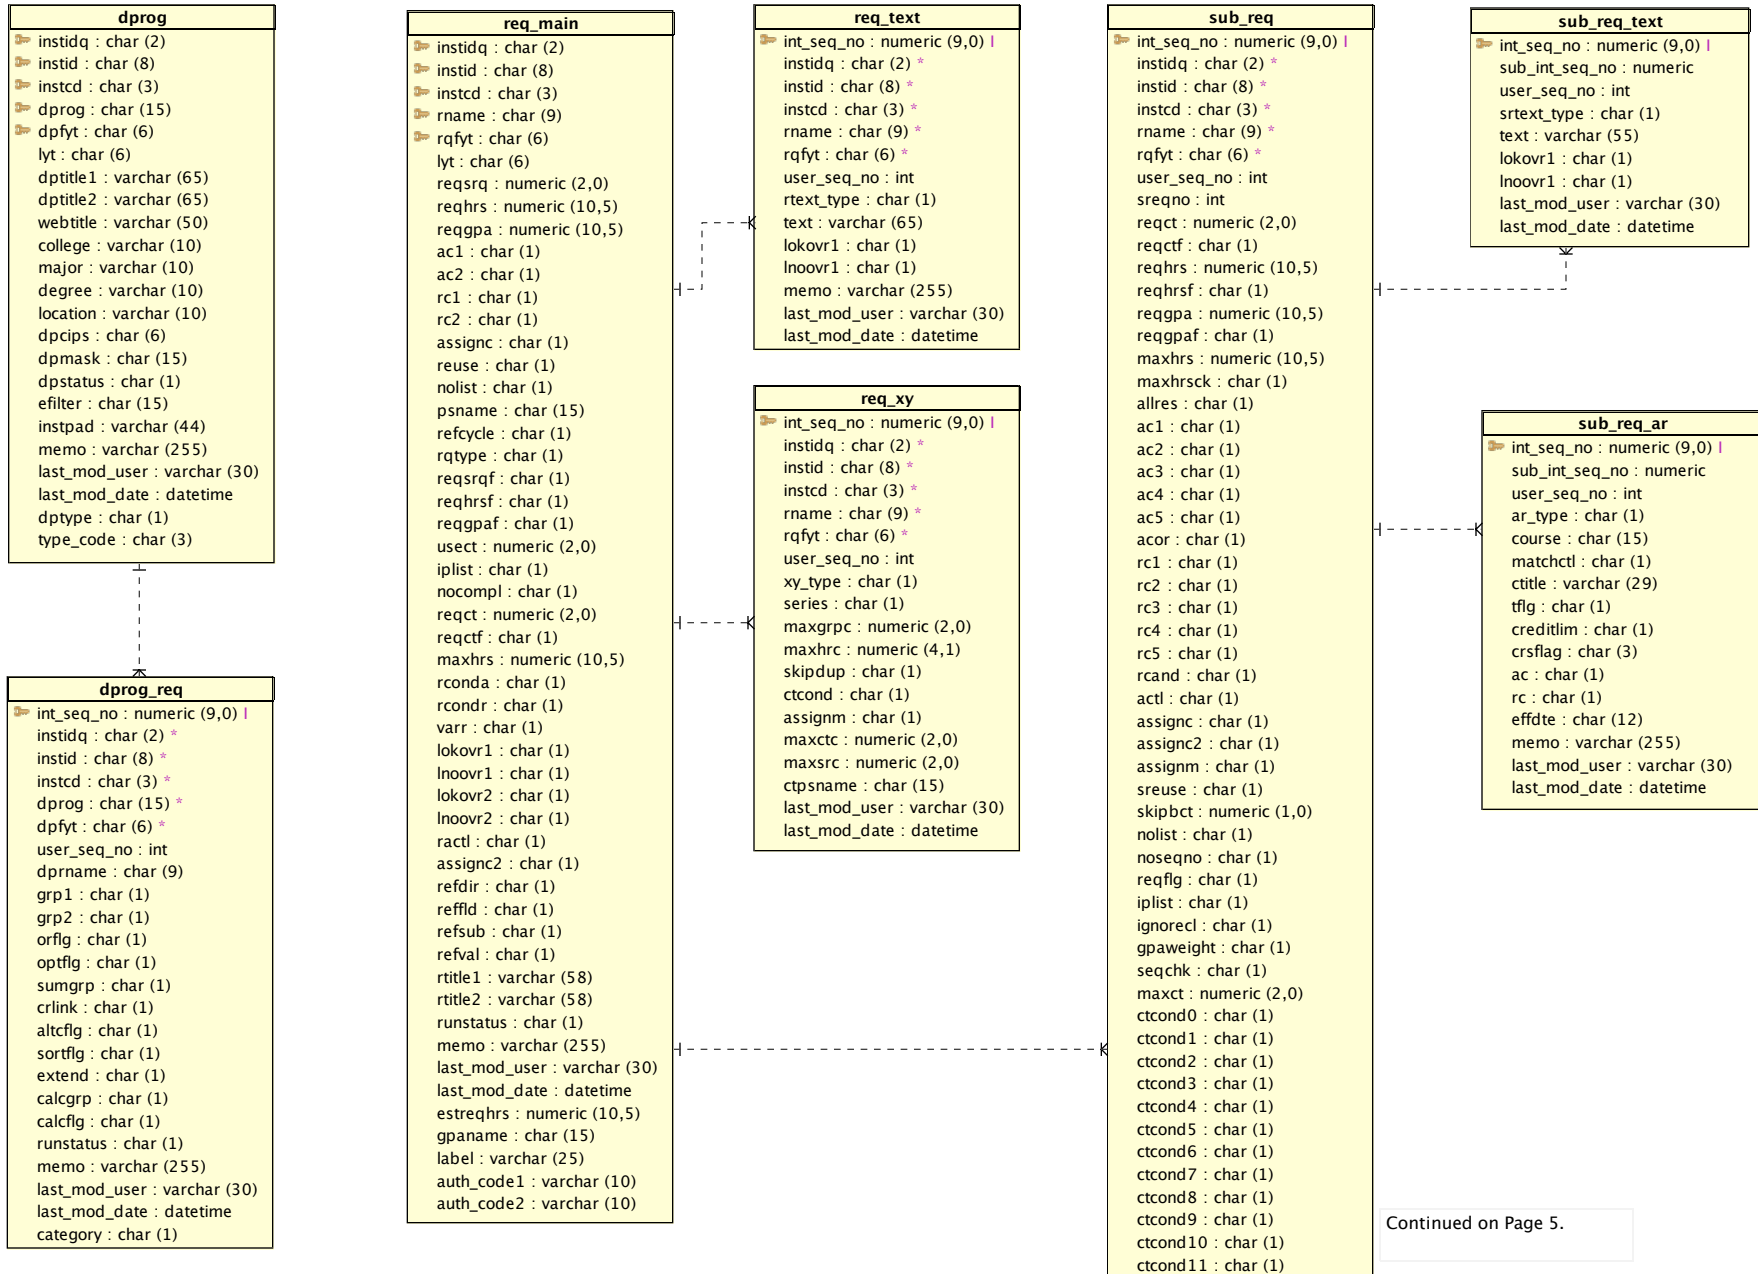 dprog
instidq : char (2)
instid : char (8)
instcd : char (3)
dprog : char (15)
dpfyt : char (6)
lyt : char (6)
dptitle1 : varchar (65)
dptitle2 : varchar (65)
webtitle : varchar (50)
college : varchar (10)
major : varchar (10)
degree : varchar (10)
location : varchar (10)
dpcips : char (6)
dpmask : char (15)
dpstatus : char (1)
efilter : char (15)
instpad : varchar (44)
memo : varchar (255)
last_mod_user : varchar (30)
last_mod_date : datetime
dptype : char (1)
type_code : char (3)
dprog_req
int_seq_no : numeric (9,0) I
instidq : char (2) *
instid : char (8) *
instcd : char (3) *
dprog : char (15) *
dpfyt : char (6) *
user_seq_no : int
dprname : char (9)
grp1 : char (1)
grp2 : char (1)
orflg : char (1)
optflg : char (1)
sumgrp : char (1)
crlink : char (1)
altcflg : char (1)
sortflg : char (1)
extend : char (1)
calcgrp : char (1)
calcflg : char (1)
runstatus : char (1)
memo : varchar (255)
last_mod_user : varchar (30)
last_mod_date : datetime
category : char (1)
req_main
instidq : char (2)
instid : char (8)
instcd : char (3)
rname : char (9)
rqfyt : char (6)
lyt : char (6)
reqsrq : numeric (2,0)
reqhrs : numeric (10,5)
reqgpa : numeric (10,5)
ac1 : char (1)
ac2 : char (1)
rc1 : char (1)
rc2 : char (1)
assignc : char (1)
reuse : char (1)
nolist : char (1)
psname : char (15)
refcycle : char (1)
rqtype : char (1)
reqsrqf : char (1)
reqhrsf : char (1)
reqgpaf : char (1)
usect : numeric (2,0)
iplist : char (1)
nocompl : char (1)
reqct : numeric (2,0)
reqctf : char (1)
maxhrs : numeric (10,5)
rconda : char (1)
rcondr : char (1)
varr : char (1)
lokovr1 : char (1)
lnoovr1 : char (1)
lokovr2 : char (1)
lnoovr2 : char (1)
ractl : char (1)
assignc2 : char (1)
refdir : char (1)
reffld : char (1)
refsub : char (1)
refval : char (1)
rtitle1 : varchar (58)
rtitle2 : varchar (58)
runstatus : char (1)
memo : varchar (255)
last_mod_user : varchar (30)
last_mod_date : datetime
estreqhrs : numeric (10,5)
gpaname : char (15)
label : varchar (25)
auth_code1 : varchar (10)
auth_code2 : varchar (10)
req_text
int_seq_no : numeric (9,0) I
instidq : char (2) *
instid : char (8) *
instcd : char (3) *
rname : char (9) *
rqfyt : char (6) *
user_seq_no : int
rtext_type : char (1)
text : varchar (65)
lokovr1 : char (1)
lnoovr1 : char (1)
memo : varchar (255)
last_mod_user : varchar (30)
last_mod_date : datetime
req_xy
int_seq_no : numeric (9,0) I
instidq : char (2) *
instid : char (8) *
instcd : char (3) *
rname : char (9) *
rqfyt : char (6) *
user_seq_no : int
xy_type : char (1)
series : char (1)
maxgrpc : numeric (2,0)
maxhrc : numeric (4,1)
skipdup : char (1)
ctcond : char (1)
assignm : char (1)
maxctc : numeric (2,0)
maxsrc : numeric (2,0)
ctpsname : char (15)
last_mod_user : varchar (30)
last_mod_date : datetime
sub_req
int_seq_no : numeric (9,0) I
instidq : char (2) *
instid : char (8) *
instcd : char (3) *
rname : char (9) *
rqfyt : char (6) *
user_seq_no : int
sreqno : int
reqct : numeric (2,0)
reqctf : char (1)
reqhrs : numeric (10,5)
reqhrsf : char (1)
reqgpa : numeric (10,5)
reqgpaf : char (1)
maxhrs : numeric (10,5)
maxhrsck : char (1)
allres : char (1)
ac1 : char (1)
ac2 : char (1)
ac3 : char (1)
ac4 : char (1)
ac5 : char (1)
acor : char (1)
rc1 : char (1)
rc2 : char (1)
rc3 : char (1)
rc4 : char (1)
rc5 : char (1)
rcand : char (1)
actl : char (1)
assignc : char (1)
assignc2 : char (1)
assignm : char (1)
sreuse : char (1)
skipbct : numeric (1,0)
nolist : char (1)
noseqno : char (1)
reqflg : char (1)
iplist : char (1)
ignorecl : char (1)
gpaweight : char (1)
seqchk : char (1)
maxct : numeric (2,0)
ctcond0 : char (1)
ctcond1 : char (1)
ctcond2 : char (1)
ctcond3 : char (1)
ctcond4 : char (1)
ctcond5 : char (1)
ctcond6 : char (1)
ctcond7 : char (1)
ctcond8 : char (1)
ctcond9 : char (1)
ctcond10 : char (1)
ctcond11 : char (1)
sub_req_text
int_seq_no : numeric (9,0) I
sub_int_seq_no : numeric
user_seq_no : int
srtext_type : char (1)
text : varchar (55)
lokovr1 : char (1)
lnoovr1 : char (1)
last_mod_user : varchar (30)
last_mod_date : datetime
sub_req_ar
int_seq_no : numeric (9,0) I
sub_int_seq_no : numeric
user_seq_no : int
ar_type : char (1)
course : char (15)
matchctl : char (1)
ctitle : varchar (29)
tflg : char (1)
creditlim : char (1)
crsflag : char (3)
ac : char (1)
rc : char (1)
effdte : char (12)
memo : varchar (255)
last_mod_user : varchar (30)
last_mod_date : datetime
Continued on Page 5.